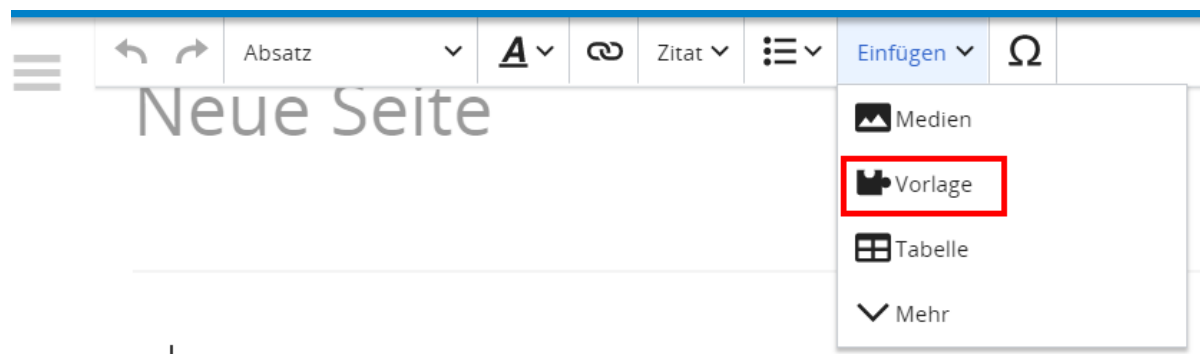 Absatz A Zitat Einfügen Ω
Neue Seite
Medien
Vorlage
Tabelle
Mehr